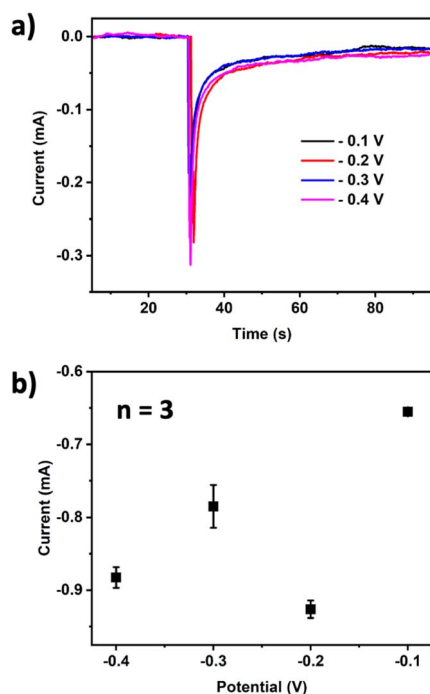 a)
0.0
-0.1
-0.2
-0.3
Current (mA)
- 0.1 V
- 0.2 V
- 0.3 V
- 0.4 V
20
40
60
80
Time (s)
b)
n = 3
-0.6
-0.7
-0.8
-0.9
Current (mA)
-0.4
-0.3
-0.2
-0.1
Potential (V)